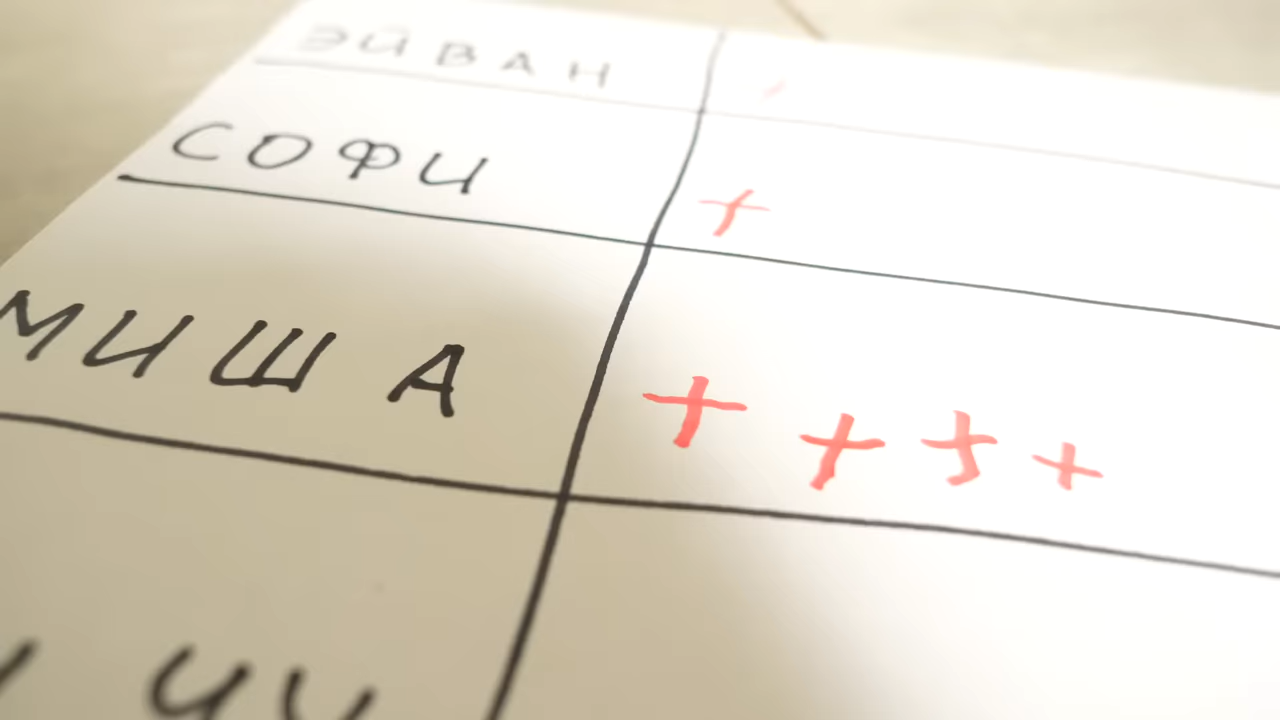 ЭЙВАН
СОФИ +
МИША + + + +